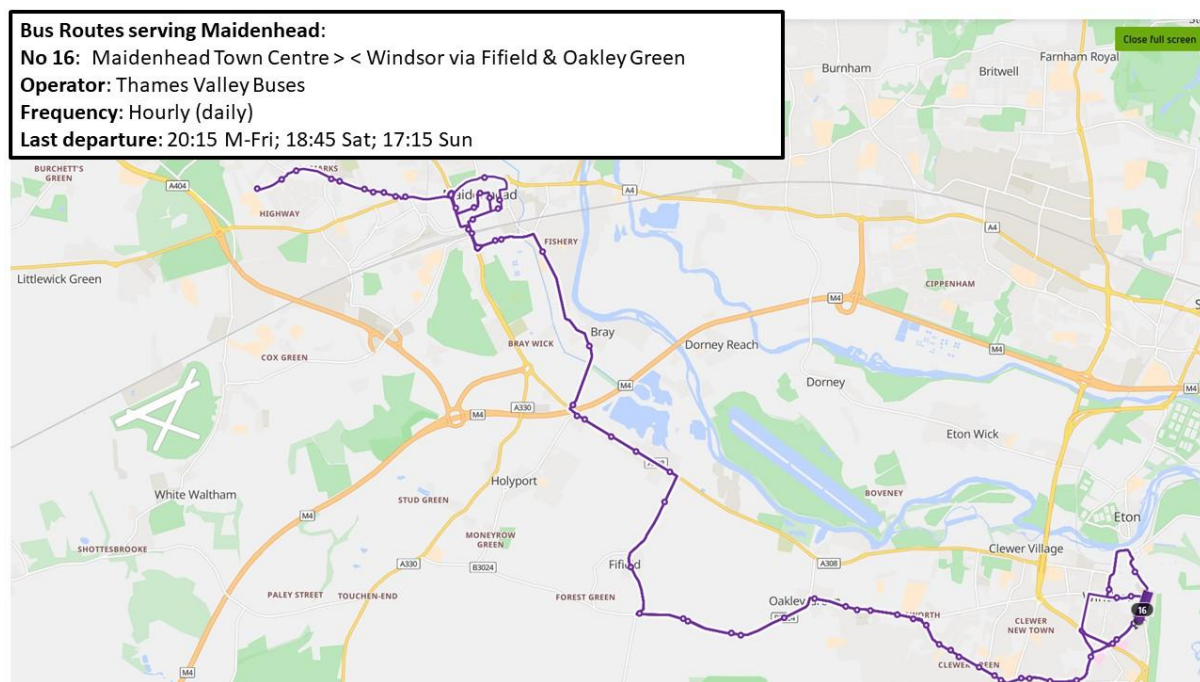 Bus Routes serving Maidenhead:
No 16: Maidenhead Town Centre > < Windsor via Fifield & Oakley Green
Operator: Thames Valley Buses
Frequency: Hourly (daily)
Last departure: 20:15 M-Fri; 18:45 Sat; 17:15 Sun
Close full screen
Farnham Royal
Burnham
Britwell
BURCHETT'S
GREEN
A404
A4
HIGHWAY
A4
FISHERY
Littlewick Green
CIPPENHAM
M4
Bray
BRAY WICK
Dorney Reach
M4
COX GREEN
Dorney
M4
M4
A330
M4
Eton Wick
Holyport
White Waltham
STUD GREEN
BOVENEY
M4
Eton
MONEYROW
GREEN
SHOTTESBROOKE
Clewer Village
A330
B3024
Fifield
A308
PALEY STREET
TOUCHEN-END
FOREST GREEN
Oakley
16
CLEWER
NEW TOWN
M4